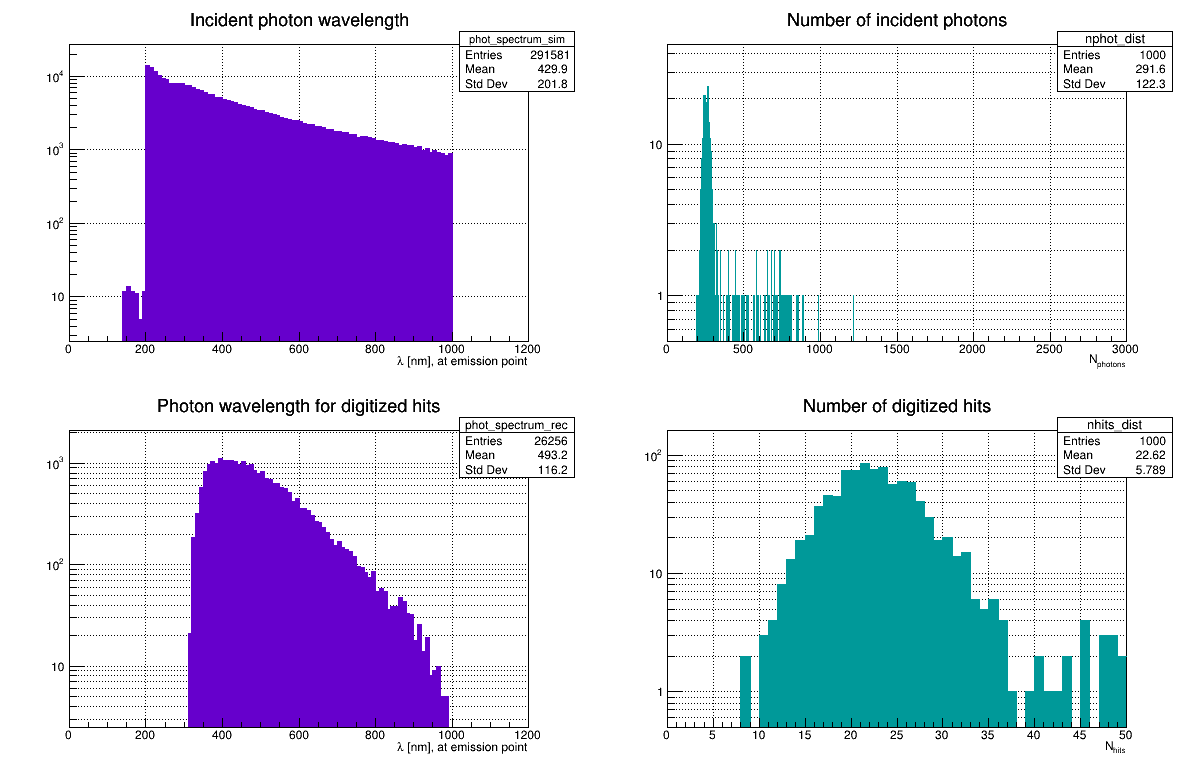 Incident photon wavelength
phot_spectrum_sim
Entries 291581
Mean 429.9
Std Dev 201.8
10⁴
10³
10²
10
0 200 400 600 800 1000 1200
λ [nm], at emission point
Number of incident photons
nphot_dist
Entries 1000
Mean 291.6
Std Dev 122.3
10
1
0 500 1000 1500 2000 2500 3000
N_photons
Photon wavelength for digitized hits
phot_spectrum_rec
Entries 26256
Mean 493.2
Std Dev 116.2
10³
10²
10
0 200 400 600 800 1000 1200
λ [nm], at emission point
Number of digitized hits
nhits_dist
Entries 1000
Mean 22.62
Std Dev 5.789
10²
10
1
0 5 10 15 20 25 30 35 40 45 50
N_hits